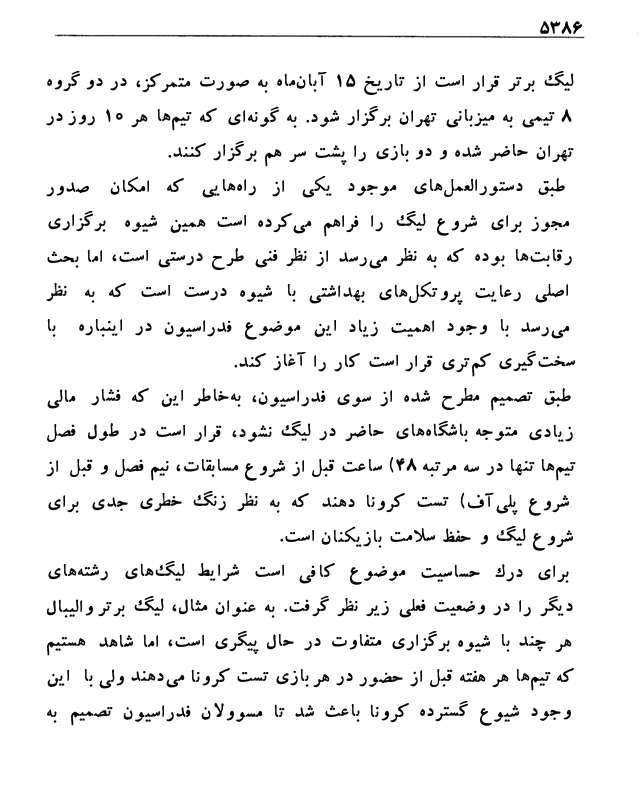 ۵۳۸۶
لیگ برتر قرار است از تاریخ ۱۵ آبان‌ماه به صورت متمرکز، در دو گروه
۸ تیمی به میزبانی تهران برگزار شود. به گونه‌ای که تیم‌ها هر ۱۰ روز در
تهران حاضر شده و دو بازی را پشت سر هم برگزار کنند.
طبق دستورالعمل‌های موجود یکی از راه‌هایی که امکان صدور
مجوز برای شروع لیگ را فراهم می‌کرده است همین شیوه برگزاری
رقابت‌ها بوده که به نظر می‌رسد از نظر فنی طرح درستی است، اما بحث
اصلی رعایت پروتکل‌های بهداشتی با شیوه درست است که به نظر
می‌رسد با وجود اهمیت زیاد این موضوع فدراسیون در اینباره با
سخت‌گیری کم‌تری قرار است کار را آغاز کند.
طبق تصمیم مطرح شده از سوی فدراسیون، به‌خاطر این که فشار مالی
زیادی متوجه باشگاه‌های حاضر در لیگ نشود، قرار است در طول فصل
تیم‌ها تنها در سه مرتبه ۴۸) ساعت قبل از شروع مسابقات، نیم فصل و قبل از
شروع پلی‌آف) تست کرونا دهند که به نظر زنگ خطری جدی برای
شروع لیگ و حفظ سلامت بازیکنان است.
برای درك حساسیت موضوع کافی است شرایط لیگ‌های رشته‌های
دیگر را در وضعیت فعلی زیر نظر گرفت. به عنوان مثال، لیگ برتر والیبال
هر چند با شیوه برگزاری متفاوت در حال پیگری است، اما شاهد هستیم
که تیم‌ها هر هفته قبل از حضور در هر بازی تست کرونا می‌دهند ولی با این
وجود شیوع گسترده کرونا باعث شد تا مسوولان فدراسیون تصمیم به